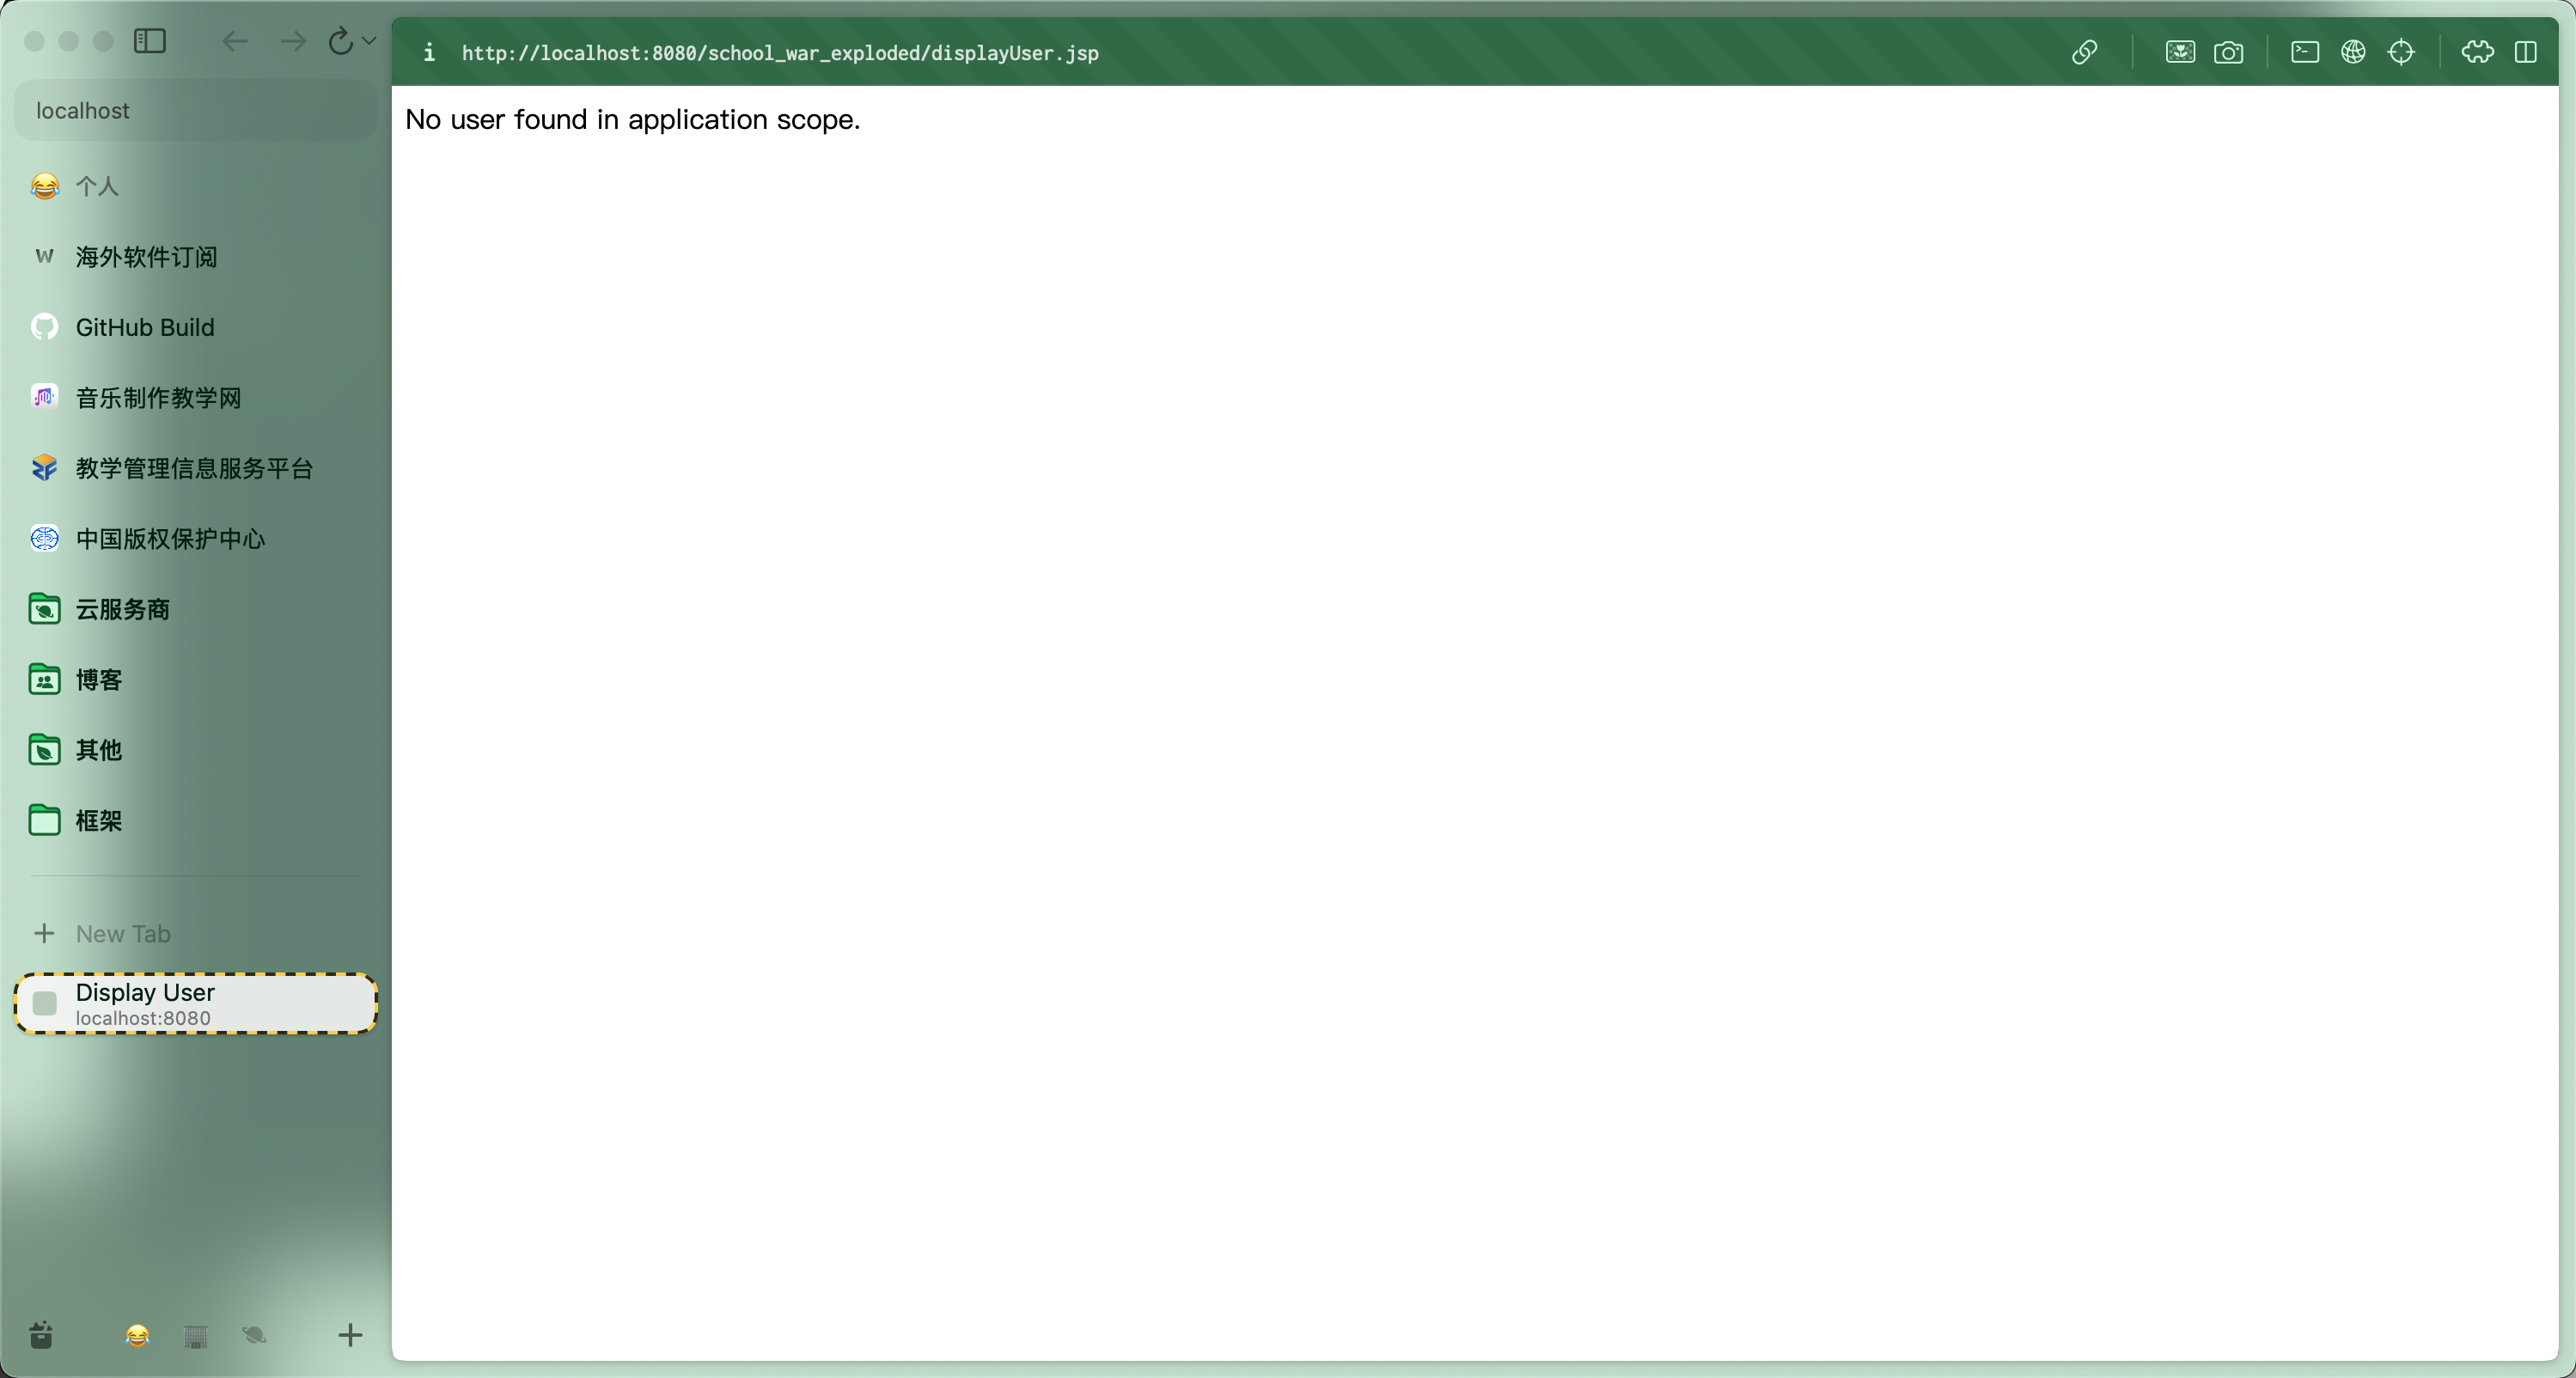 localhost
个人
W 海外软件订阅
GitHub Build
音乐制作教学网
教学管理信息服务平台
中国版权保护中心
云服务商
博客
其他
框架
New Tab
Display User
localhost:8080
http://localhost:8080/school_war_exploded/displayUser.jsp
No user found in application scope.